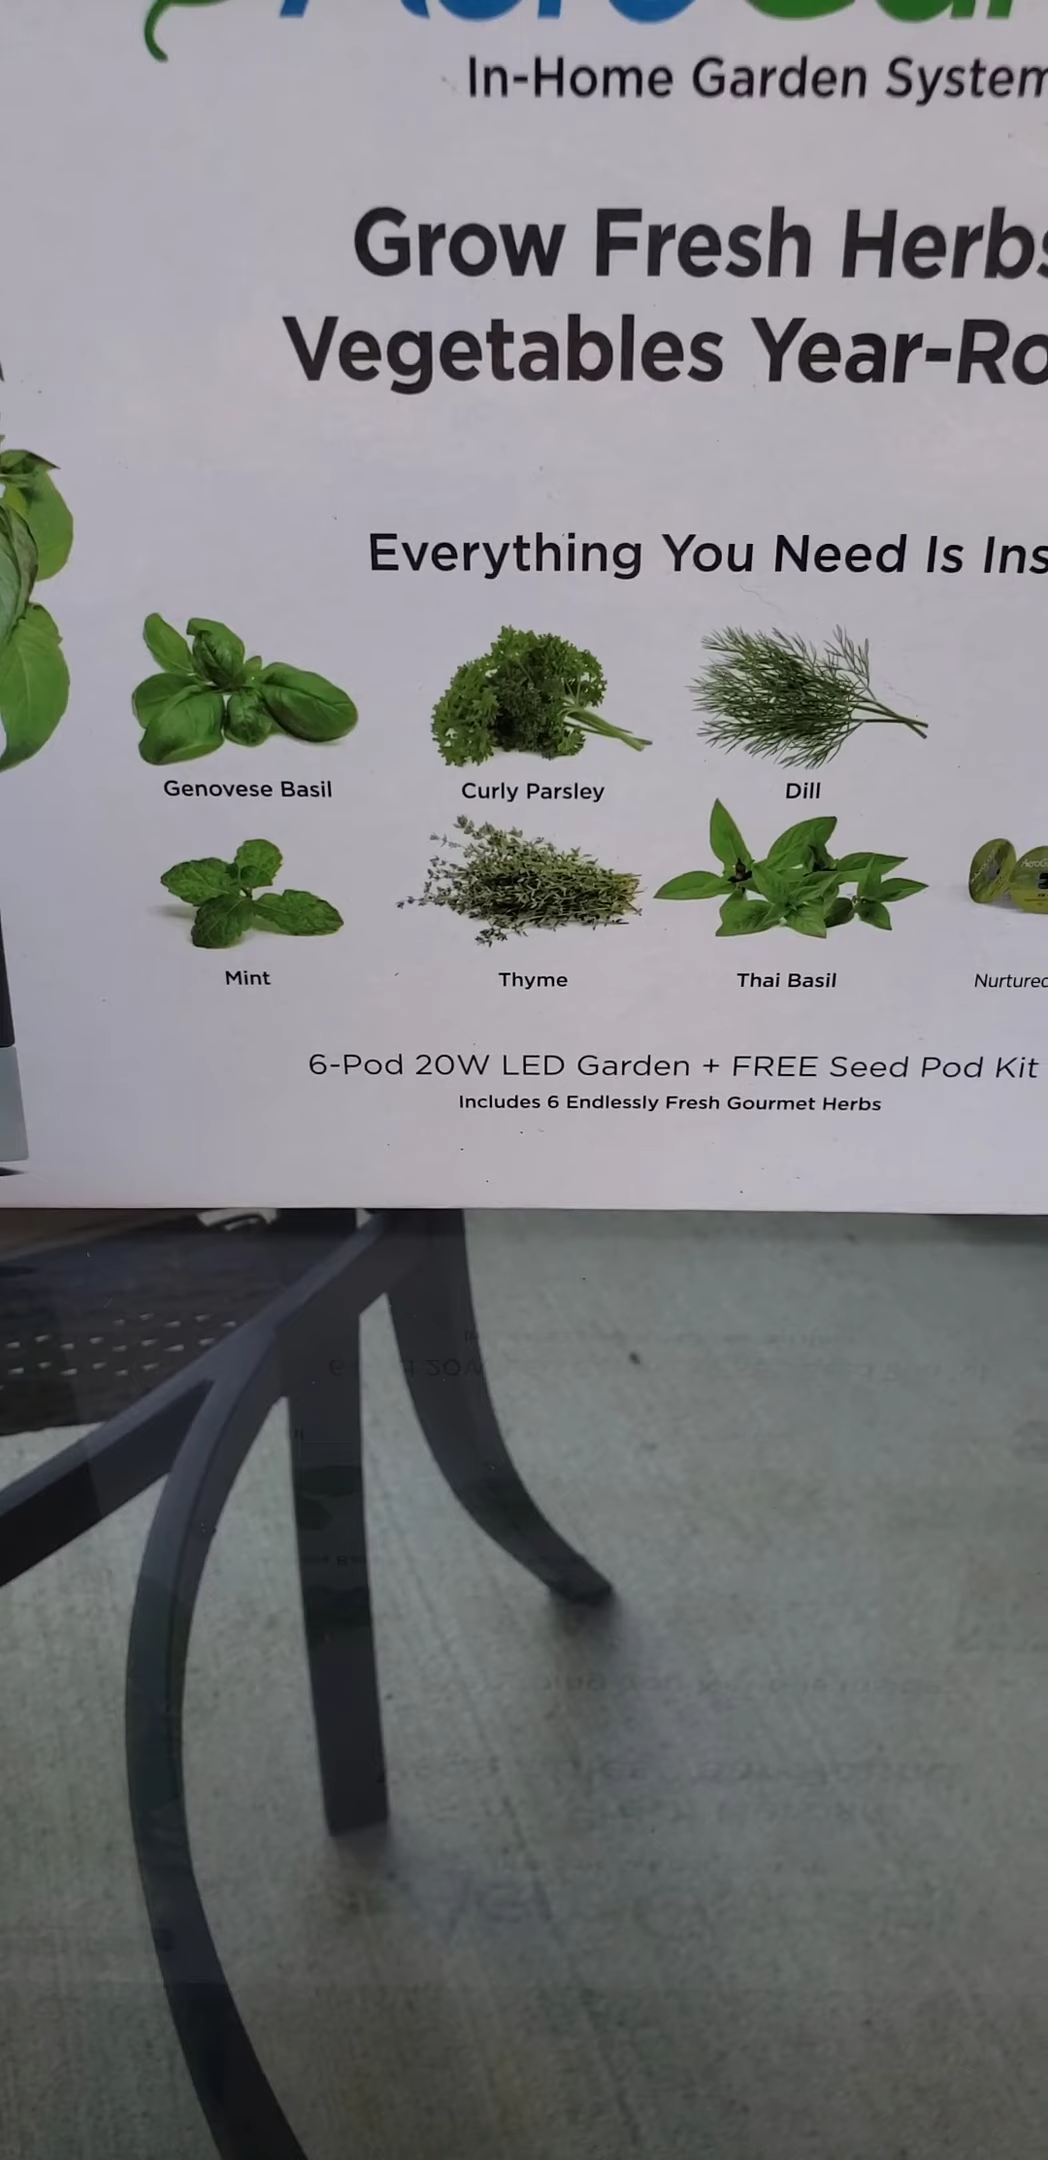 In-Home Garden System
Grow Fresh Herbs
Vegetables Year-Ro
Everything You Need Is Ins
Genovese Basil
Curly Parsley
Dill
Mint
Thyme
Thai Basil
Nurtured
6-Pod 20W LED Garden + FREE Seed Pod Kit
Includes 6 Endlessly Fresh Gourmet Herbs